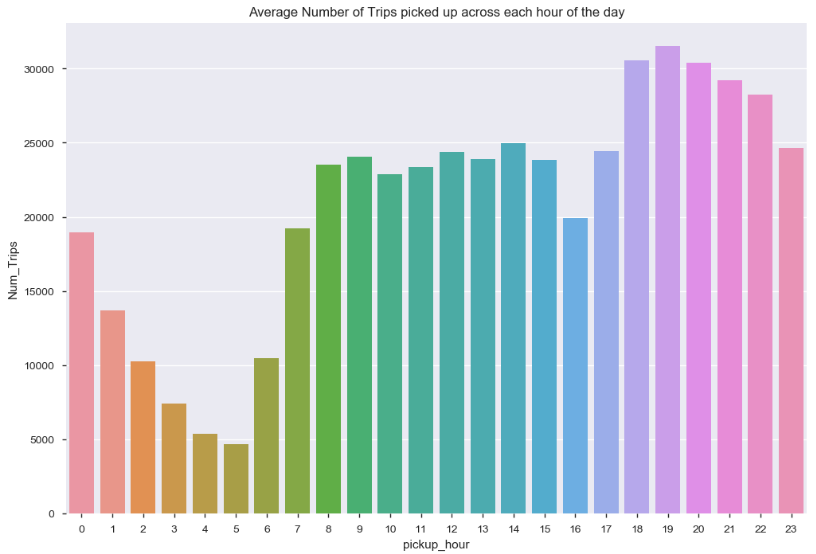 Average Number of Trips picked up across each hour of the day
30000
25000
20000
15000
10000
5000
0
Num_Trips
0 1 2 3 4 5 6 7 8 9 10 11 12 13 14 15 16 17 18 19 20 21 22 23
pickup_hour